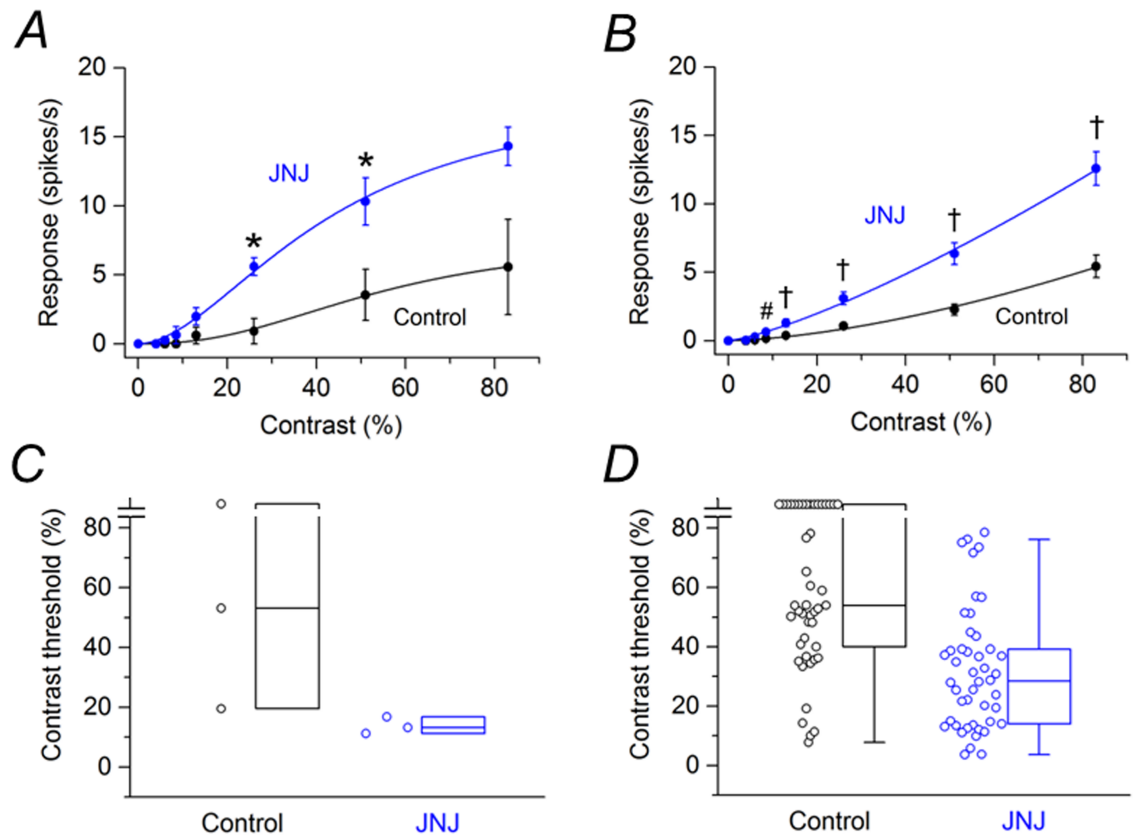 A
B
20
15
10
5
0
Response (spikes/s)
JNJ
*
*
Control
0 20 40 60 80
Contrast (%)
20
15
10
5
0
Response (spikes/s)
JNJ
#
†
†
†
†
Control
0 20 40 60 80
Contrast (%)
C
D
80
60
40
20
0
Contrast threshold (%)
Control JNJ
80
60
40
20
0
Contrast threshold (%)
Control JNJ